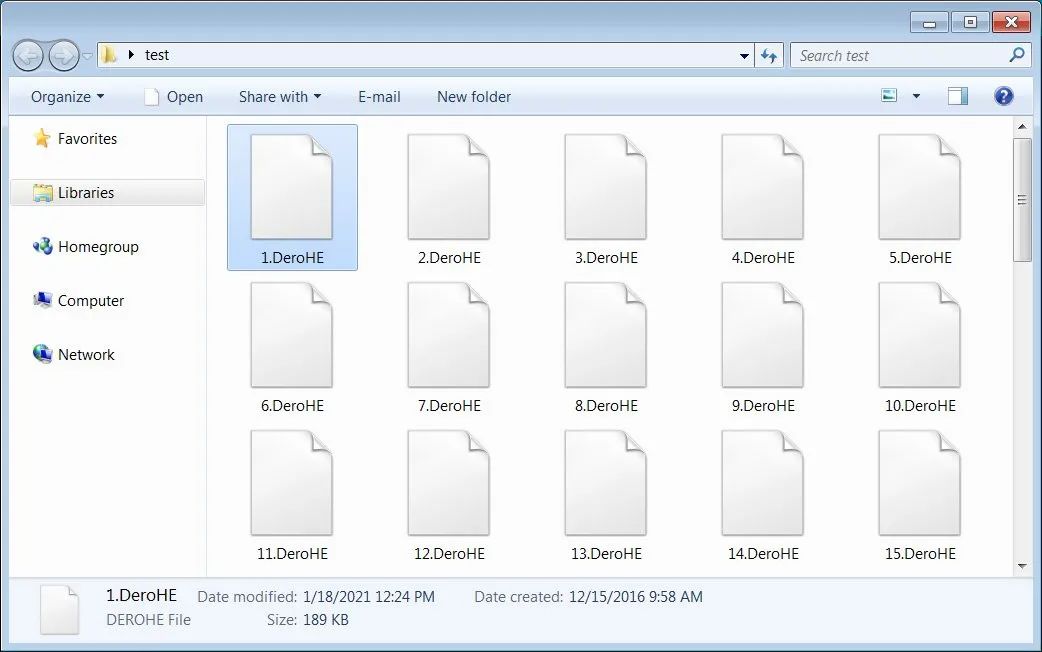 test
Search test
Organize Open Share with E-mail New folder
Favorites
Libraries
Homegroup
Computer
Network
1.DeroHE 2.DeroHE 3.DeroHE 4.DeroHE 5.DeroHE
6.DeroHE 7.DeroHE 8.DeroHE 9.DeroHE 10.DeroHE
11.DeroHE 12.DeroHE 13.DeroHE 14.DeroHE 15.DeroHE
1.DeroHE Date modified: 1/18/2021 12:24 PM Date created: 12/15/2016 9:58 AM
DEROHE File Size: 189 KB